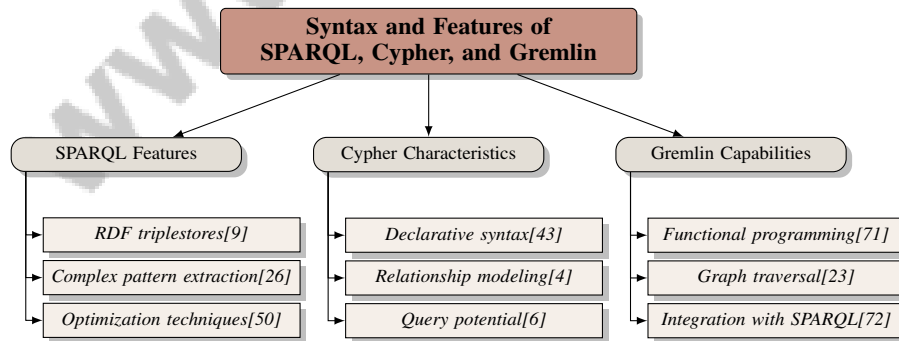 Syntax and Features of
SPARQL, Cypher, and Gremlin
SPARQL Features
Cypher Characteristics
Gremlin Capabilities
RDF triplestores[9]
Complex pattern extraction[26]
Optimization techniques[50]
Declarative syntax[43]
Relationship modeling[4]
Query potential[6]
Functional programming[71]
Graph traversal[23]
Integration with SPARQL[72]